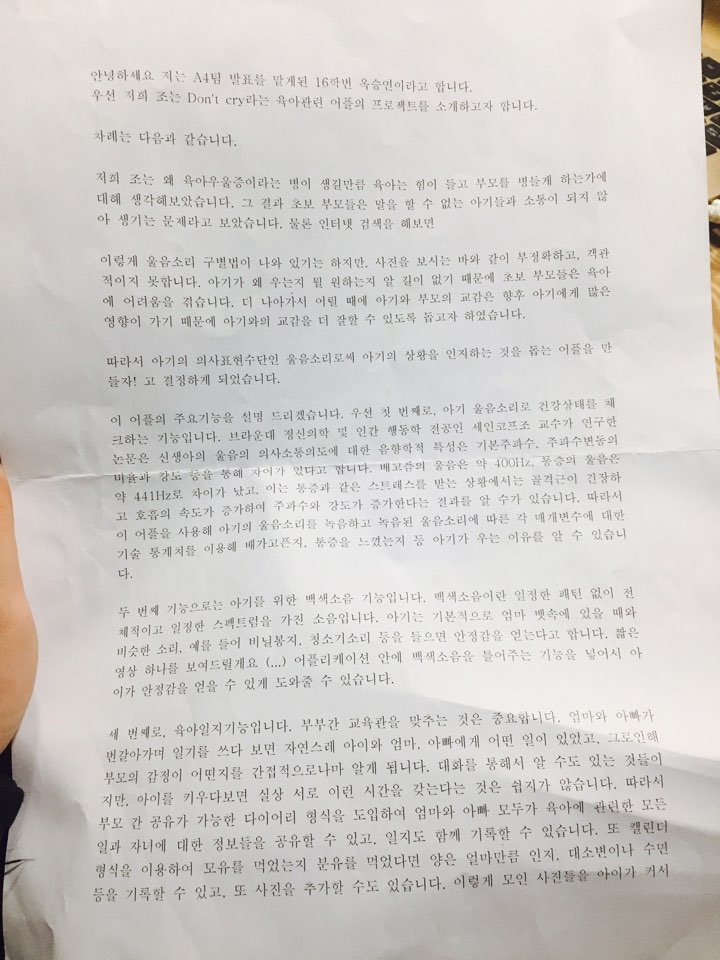 안녕하세요 저는 A4팀 발표를 맡게된 16학번 옥승열이라고 합니다.
우선 저희 조는 Don't cry라는 육아관련 어플의 프로젝트를 소개하고자 합니다.
차례는 다음과 같습니다.
저희 조는 왜 육아우울증이라는 병이 생길만큼 육아는 힘이 들고 부모를 병들게 하는가에
대해 생각해보았습니다. 그 결과 초보 부모들은 말을 할 수 없는 아기들과 소통이 되지 않
아 생기는 문제라고 보았습니다. 물론 인터넷 검색을 해보면
이렇게 울음소리 구별법이 나와 있기는 하지만, 사진을 보시는 바와 같이 부정확하고, 객관
적이지 못합니다. 아기가 왜 우는지 뭘 원하는지 알 길이 없기 때문에 초보 부모들은 육아
에 어려움을 겪습니다. 더 나아가서 어릴 때에 아기와 부모의 교감은 향후 아기에게 많은
영향이 가기 때문에 아기와의 교감을 더 잘할 수 있도록 돕고자 하였습니다.
따라서 아기의 의사표현수단인 울음소리로써 아기의 상황을 인지하는 것을 돕는 어플을 만
들자! 고 결정하게 되었습니다.
이 어플의 주요기능을 설명 드리겠습니다. 우선 첫 번째로, 아기 울음소리로 건강상태를 체
크하는 기능입니다. 브라운대 정신의학 및 인간 행동학 전공인 세인코프조 교수가 연구한
논문은 신생아의 울음의 의사소통의도에 대한 음향학적 특성은 기본주파수, 주파수변동의
비율과 강도 등을 통해 차이가 있다고 합니다. 배고픔의 울음은 약 400Hz, 통증의 울음은
약 441Hz로 차이가 났고, 이는 통증과 같은 스트레스를 받는 상황에서는 골격근이 긴장하
고 호흡의 속도가 증가하여 주파수와 강도가 증가한다는 결과를 알 수가 있습니다. 따라서
이 어플을 사용해 아기의 울음소리를 녹음하고 녹음된 울음소리에 따른 각 매개변수에 대한
기술 통계치를 이용해 배가고픈지, 통증을 느꼈는지 등 아기가 우는 이유를 알 수 있습니
다.
두 번째 기능으로는 아기를 위한 백색소음 기능입니다. 백색소음이란 일정한 패턴 없이 전
체적이고 일정한 스펙트럼을 가진 소음입니다. 아기는 기본적으로 엄마 뱃속에 있을 때와
비슷한 소리, 예를 들어 비닐봉지, 청소기소리 등을 들으면 안정감을 얻는다고 합니다. 짧은
영상 하나를 보여드릴게요 (...) 어플리케이션 안에 백색소음을 틀어주는 기능을 넣어서 아
이가 안정감을 얻을 수 있게 도와줄 수 있습니다.
세 번째로, 육아일지기능입니다. 부부간 교육관을 맞추는 것은 중요합니다. 엄마와 아빠가
번갈아가며 일기를 쓰다 보면 자연스레 아이와 엄마, 아빠에게 어떤 일이 있었고, 그로인해
부모의 감정이 어떤지를 간접적으로나마 알게 됩니다. 대화를 통해서 알 수도 있는 것들이
지만, 아이를 키우다보면 실상 서로 이런 시간을 갖는다는 것은 쉽지가 않습니다. 따라서
부모 간 공유가 가능한 다이어리 형식을 도입하여 엄마와 아빠 모두가 육아에 관련한 모든
일과 자녀에 대한 정보들을 공유할 수 있고, 일지도 함께 기록할 수 있습니다. 또 캘린더
형식을 이용하여 모유를 먹었는지 분유를 먹었다면 양은 얼마만큼 인지, 대소변이나 수면
등을 기록할 수 있고, 또 사진을 추가할 수도 있습니다. 이렇게 모인 사진들을 아이가 커서